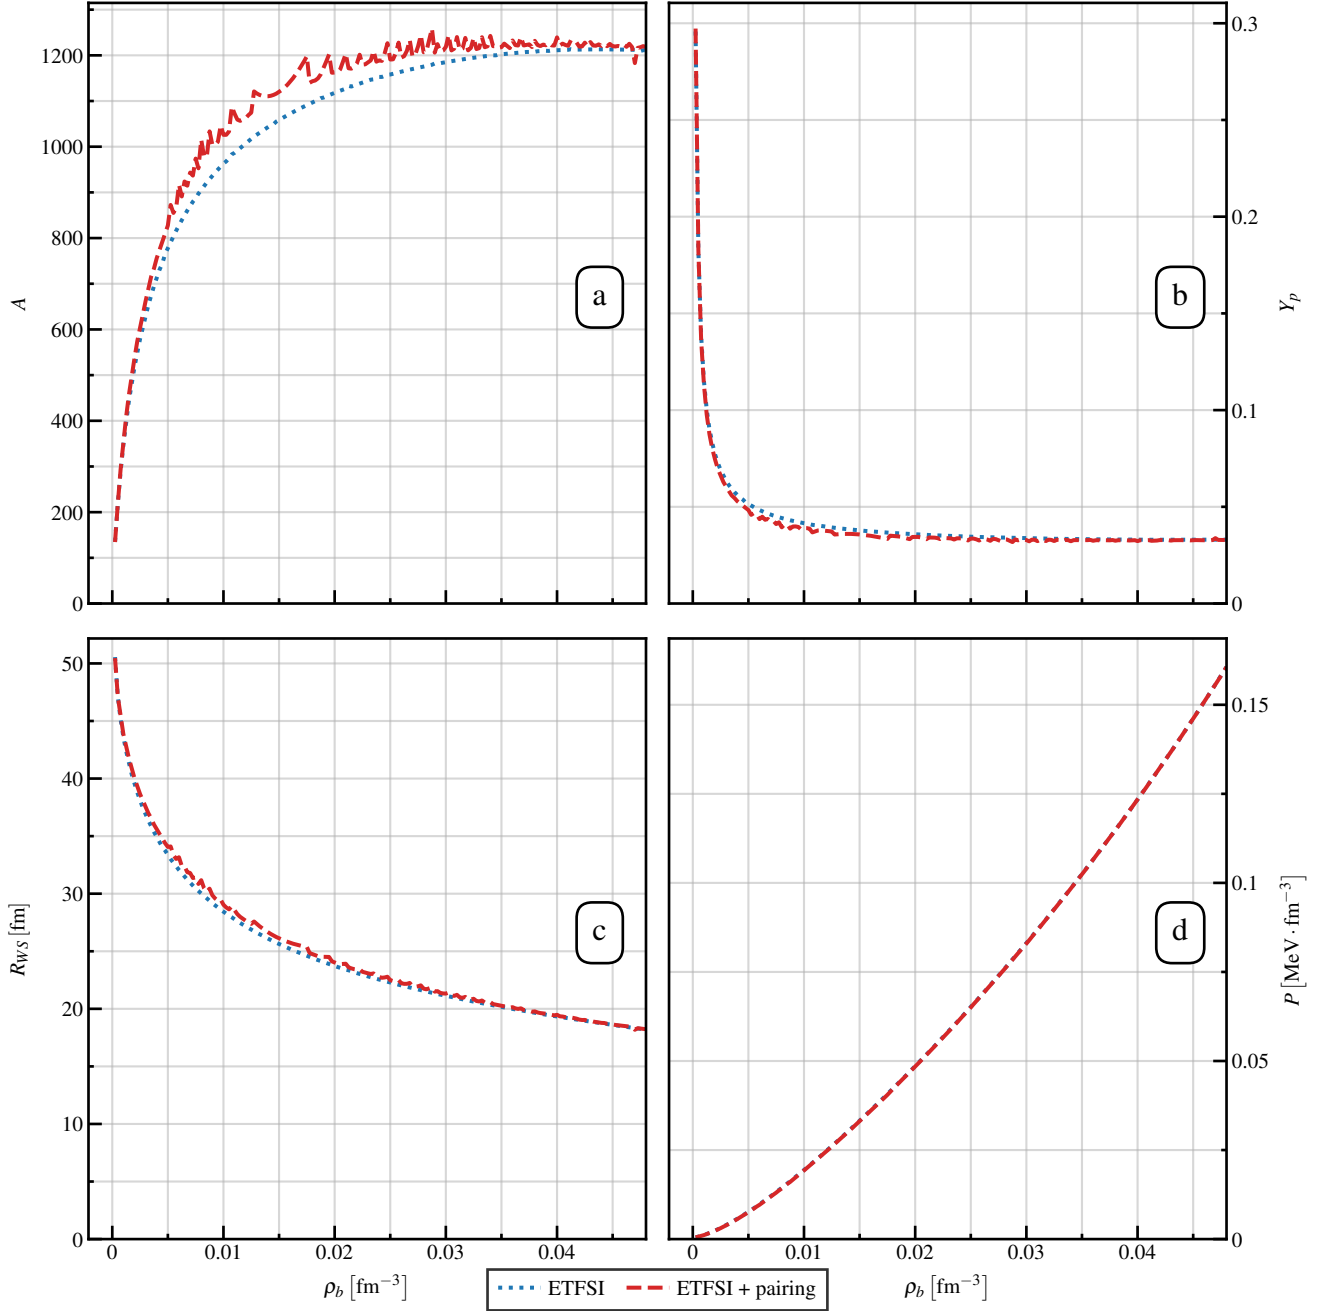 1200
1000
800
600
400
200
0
A
a
0.3
0.2
0.1
0
Y_p
b
50
40
30
20
10
0
R_{WS} [fm]
c
0.15
0.1
0.05
0
P [MeV · fm⁻³]
d
0 0.01 0.02 0.03 0.04
0 0.01 0.02 0.03 0.04
ρ_b [fm⁻³]
ρ_b [fm⁻³]
ETFSI ETFSI + pairing